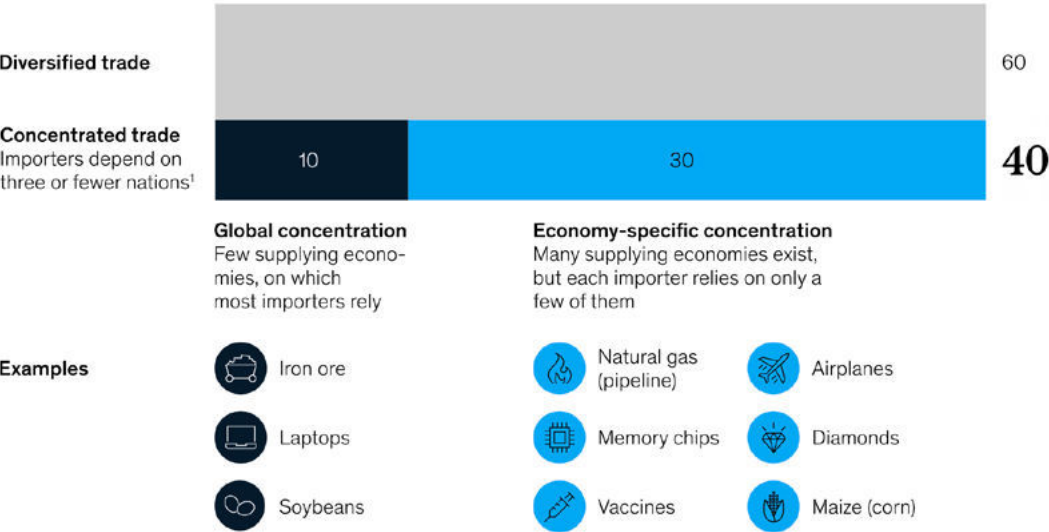 Diversified trade
60
Concentrated trade
Importers depend on
three or fewer nations¹
10
30
40
Global concentration
Few supplying econo-
mies, on which
most importers rely
Economy-specific concentration
Many supplying economies exist,
but each importer relies on only a
few of them
Examples
Iron ore
Natural gas
(pipeline)
Airplanes
Laptops
Memory chips
Diamonds
Soybeans
Vaccines
Maize (corn)